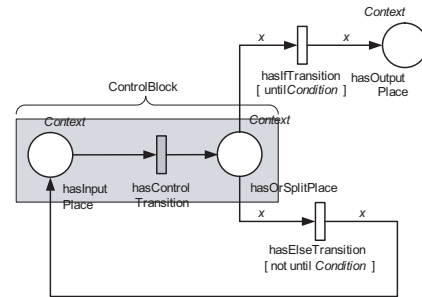 Context
x
x
hasIfTransition
[ untilCondition ]
hasOutput
Place
ControlBlock
Context
Context
hasInput
Place
hasControl
Transition
hasOrSplitPlace
x
x
hasElseTransition
[ not until Condition ]